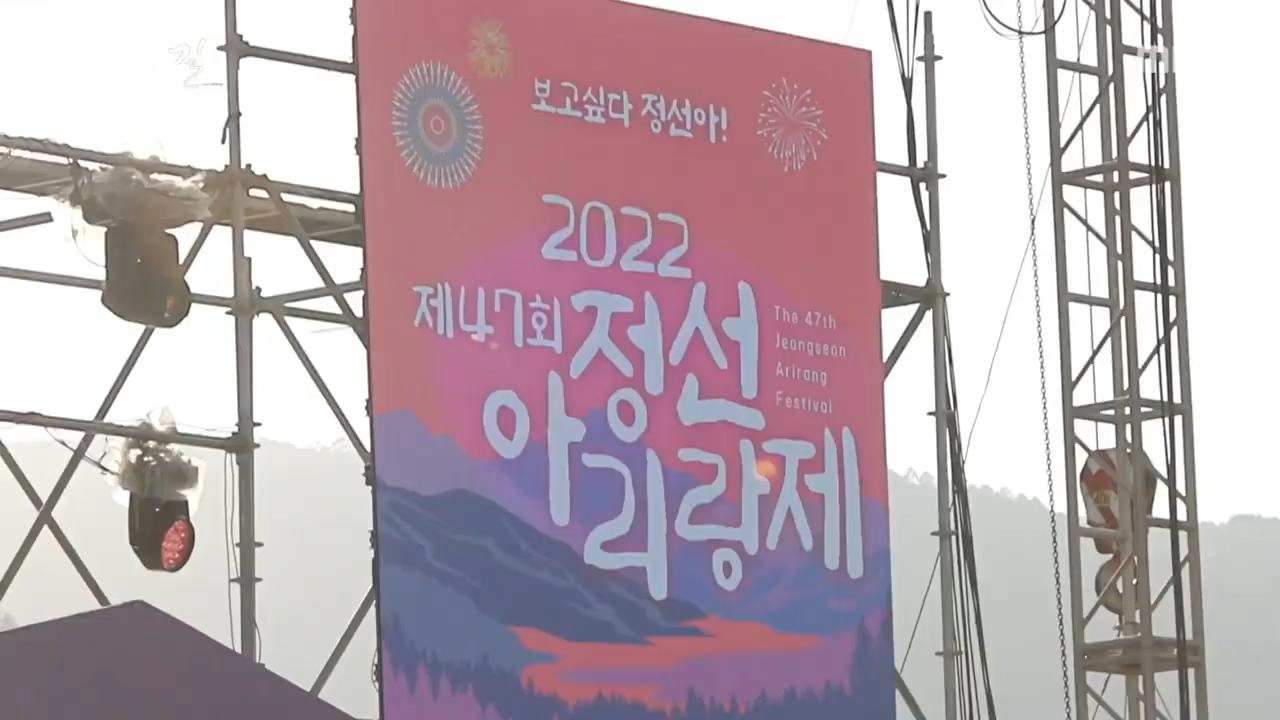 길
m
보고싶다 정선아!
2022
제47회 정선
아리랑제
The 47th
Jeongseon
Arirang
Festival